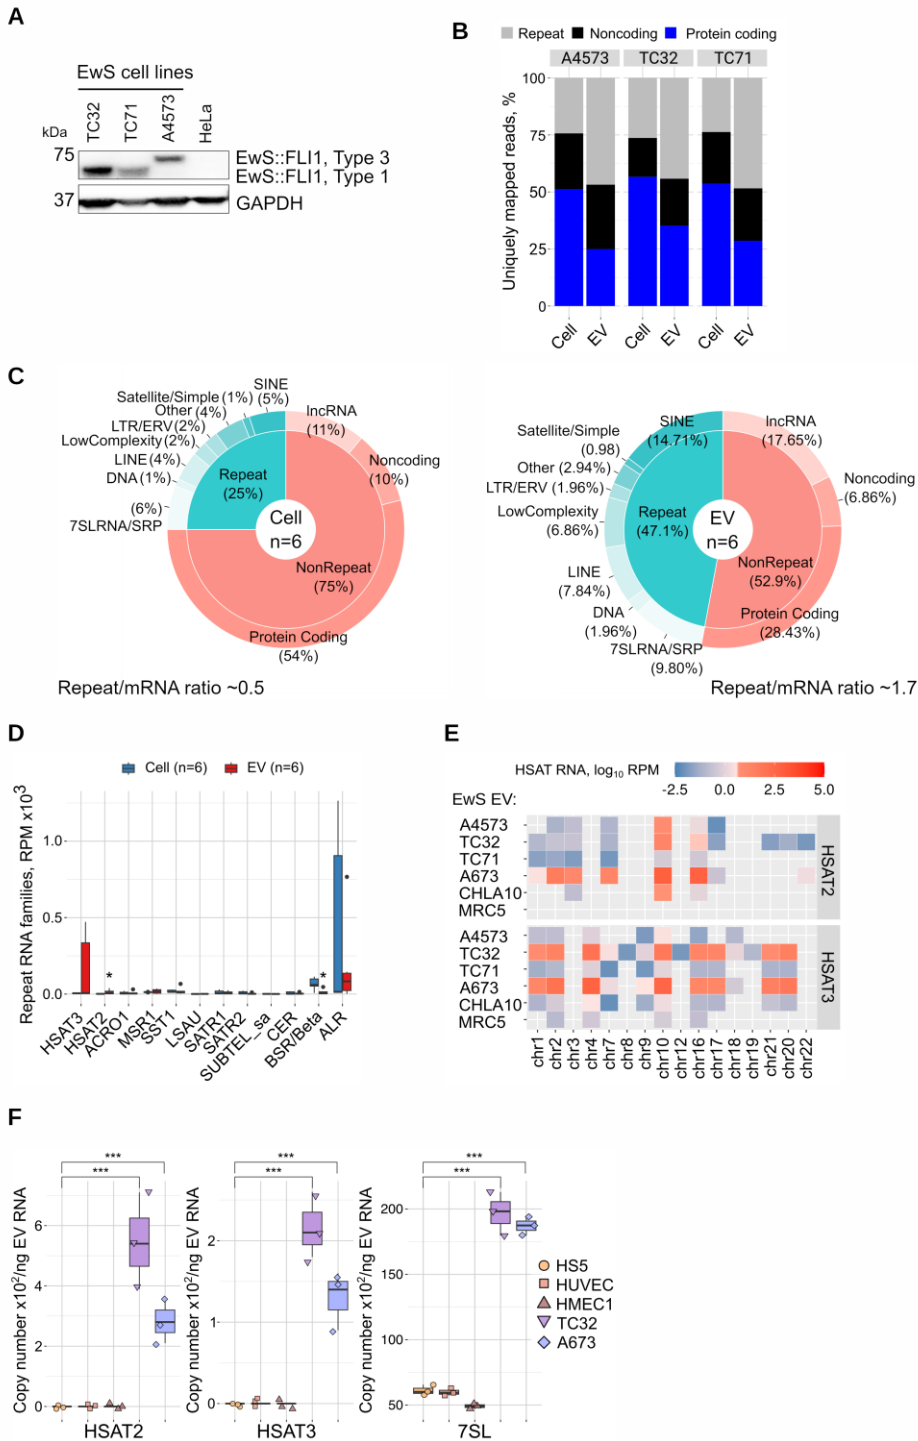 A
EwS cell lines
TC32
TC71
A4573
HeLa
kDa
75
EwS::FLI1, Type 3
EwS::FLI1, Type 1
37
GAPDH
B
Repeat Noncoding Protein coding
A4573 TC32 TC71
Uniquely mapped reads, %
100
75
50
25
0
Cell EV Cell EV Cell EV
C
SINE
(5%)
Satellite/Simple (1%)
Other (4%)
LTR/ERV (2%)
LowComplexity (2%)
LINE (4%)
DNA (1%)
(6%)
7SLRNA/SRP
lncRNA
(11%)
Noncoding
(10%)
Repeat
(25%)
Cell
n=6
NonRepeat
(75%)
Protein Coding
(54%)
Repeat/mRNA ratio ~0.5
SINE
(14.71%)
lncRNA
(17.65%)
Satellite/Simple
(0.98)
Other (2.94%)
LTR/ERV (1.96%)
LowComplexity
(6.86%)
Noncoding
(6.86%)
Repeat
(47.1%)
EV
n=6
NonRepeat
(52.9%)
LINE
(7.84%)
DNA
(1.96%)
7SLRNA/SRP
(9.80%)
Protein Coding
(28.43%)
Repeat/mRNA ratio ~1.7
D
Cell (n=6) EV (n=6)
Repeat RNA families, RPM x10³
1.0
0.5
0.0
* *
HSAT3
HSAT2
ACRO1
MSR1
SST1
LSAU
SATR1
SATR2
SUBTEL_sa
CER
BSR/Beta
ALR
E
HSAT RNA, log₁₀ RPM
-2.5 0.0 2.5 5.0
EwS EV:
A4573
TC32
TC71
A673
CHLA10
MRC5
HSAT2
A4573
TC32
TC71
A673
CHLA10
MRC5
HSAT3
chr1
chr2
chr3
chr4
chr7
chr8
chr9
chr10
chr12
chr16
chr17
chr18
chr19
chr21
chr20
chr22
F
Copy number x10²/ng EV RNA
***
***
6
4
2
0
HSAT2
Copy number x10²/ng EV RNA
***
***
2
1
0
HSAT3
Copy number x10²/ng EV RNA
***
***
200
150
100
50
7SL
HS5
HUVEC
HMEC1
TC32
A673